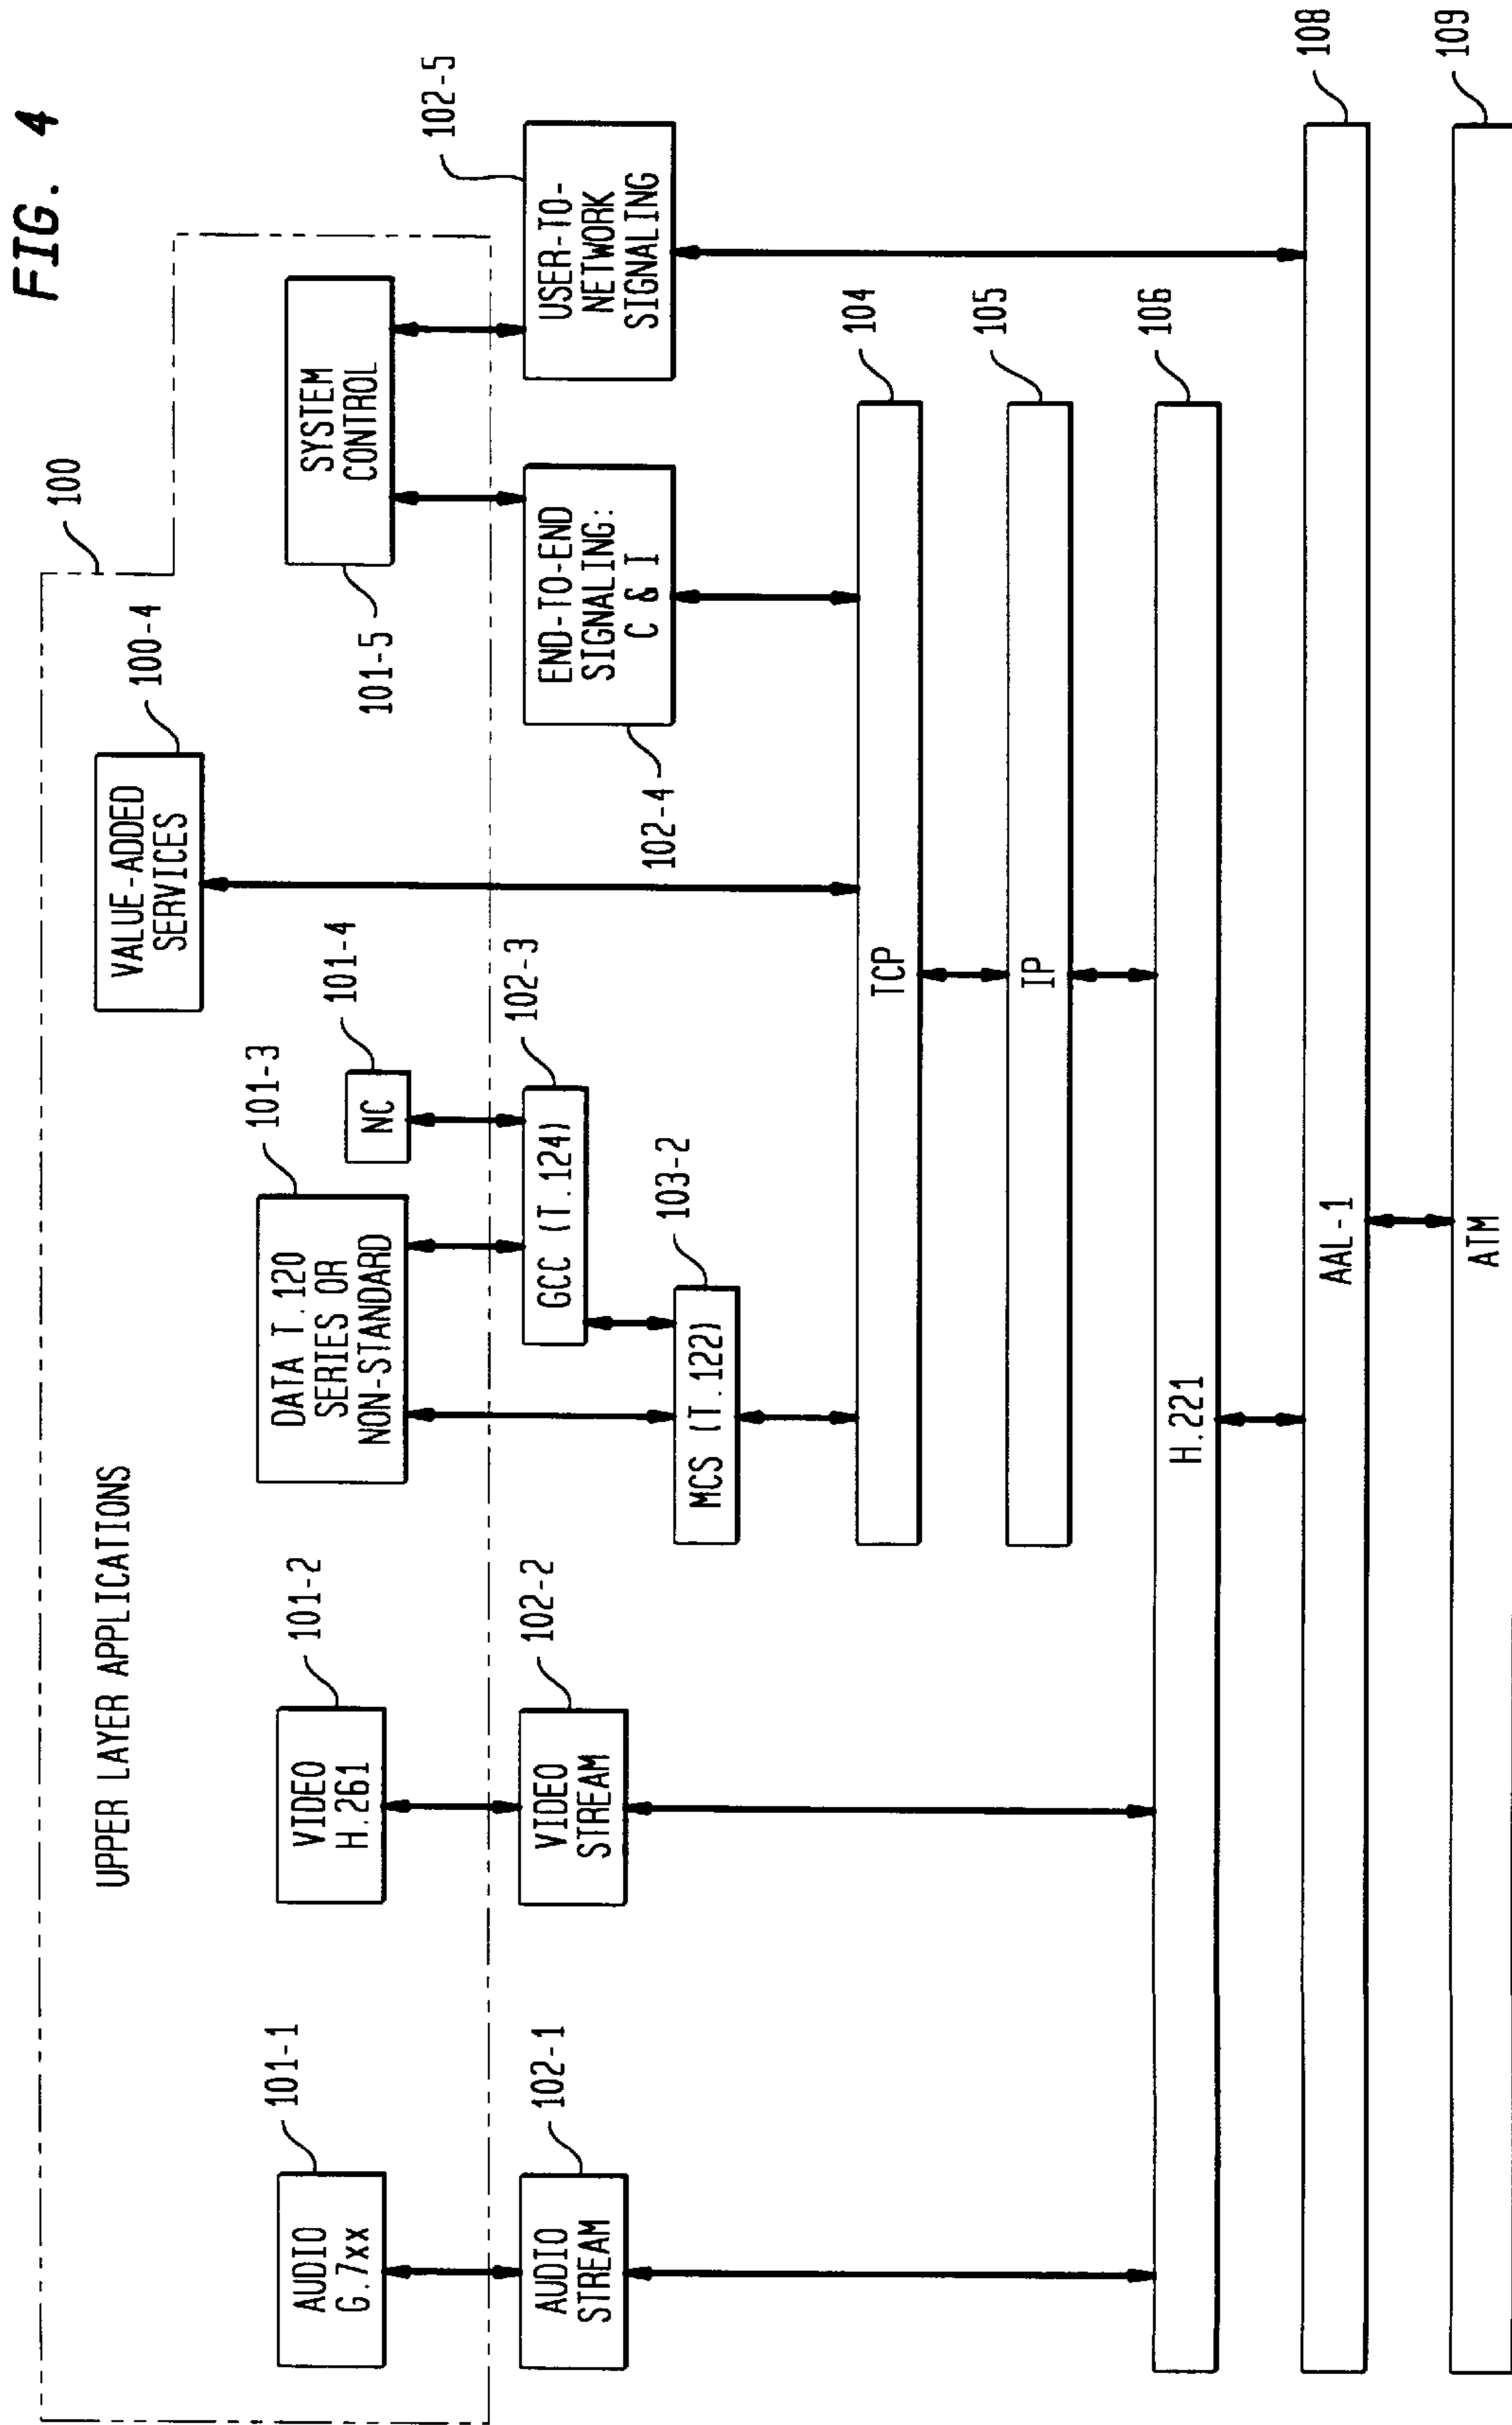 FIG. 4
100
UPPER LAYER APPLICATIONS
VALUE-ADDED
SERVICES
100-4
101-1
AUDIO
G.7xx
101-2
VIDEO
H.261
101-3
DATA T.120
SERIES OR
NON-STANDARD
101-4
NC
101-5
SYSTEM
CONTROL
102-1
AUDIO
STREAM
102-2
VIDEO
STREAM
102-3
GCC (T.124)
103-2
MCS (T.122)
102-4
END-TO-END
SIGNALING:
C & I
102-5
USER-TO-
NETWORK
SIGNALING
TCP
104
IP
105
H.221
106
AAL-1
108
ATM
109